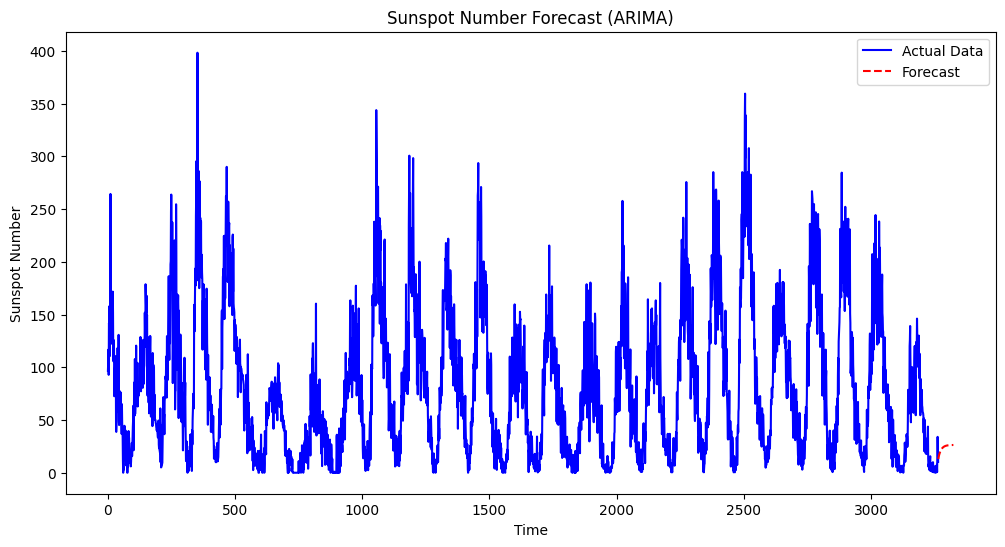 Sunspot Number Forecast (ARIMA)
Actual Data
Forecast
400
350
300
250
200
150
100
50
0
Sunspot Number
0 500 1000 1500 2000 2500 3000
Time